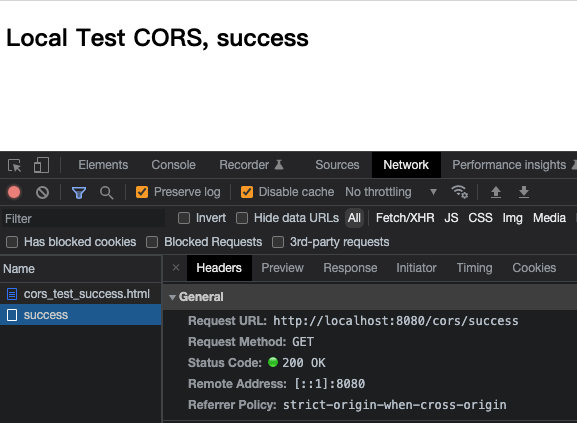 Local Test CORS, success
Elements Console Recorder Sources Network Performance insights
Preserve log Disable cache No throttling
Filter Invert Hide data URLs All Fetch/XHR JS CSS Img Media
Has blocked cookies Blocked Requests 3rd-party requests
Name × Headers Preview Response Initiator Timing Cookies
cors_test_success.html
success
General
Request URL: http://localhost:8080/cors/success
Request Method: GET
Status Code: 200 OK
Remote Address: [::1]:8080
Referrer Policy: strict-origin-when-cross-origin